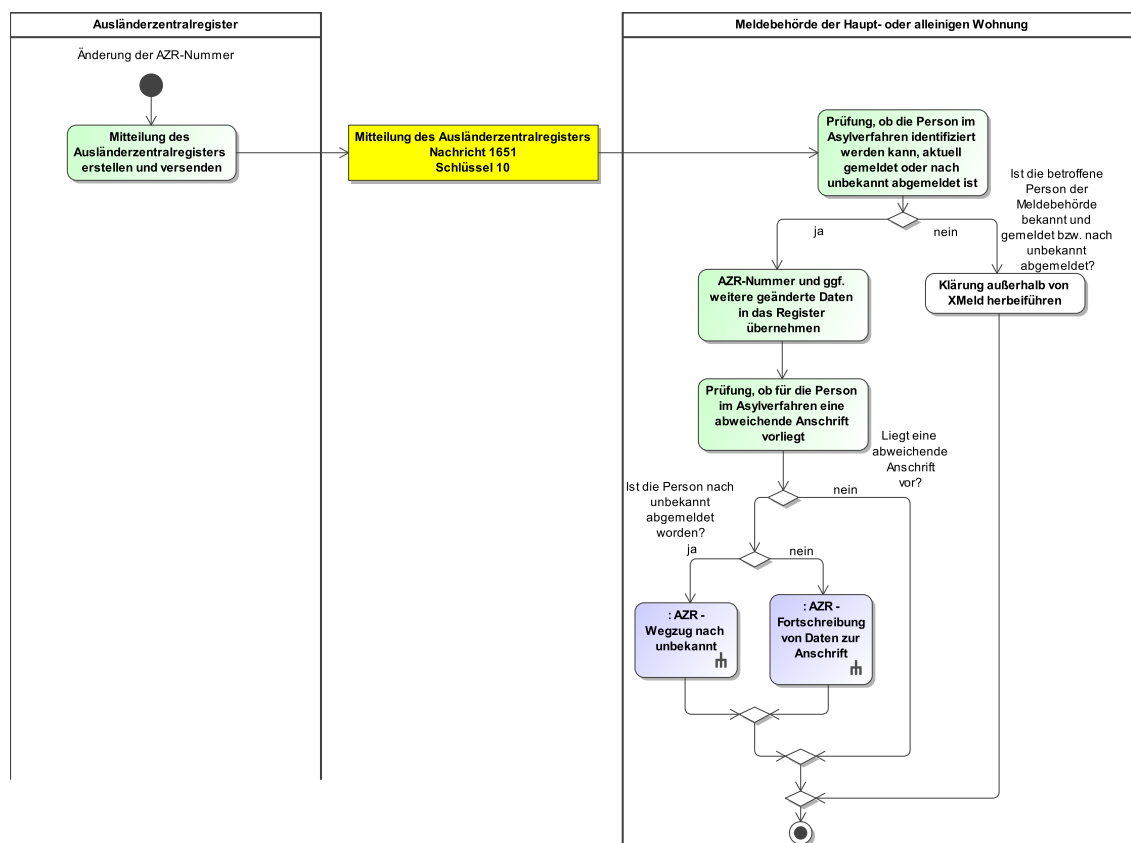 Ausländerzentralregister
Meldebehörde der Haupt- oder alleinigen Wohnung
Änderung der AZR-Nummer
Mitteilung des
Ausländerzentralregisters
erstellen und versenden
Mitteilung des Ausländerzentralregisters
Nachricht 1651
Schlüssel 10
Prüfung, ob die Person im
Asylverfahren identifiziert
werden kann, aktuell
gemeldet oder nach
unbekannt abgemeldet ist
Ist die betroffene
Person der
Meldebehörde
bekannt und
gemeldet bzw. nach
unbekannt
abgemeldet?
ja
nein
AZR-Nummer und ggf.
weitere geänderte Daten
in das Register
übernehmen
Klärung außerhalb von
XMeld herbeiführen
Prüfung, ob für die Person
im Asylverfahren eine
abweichende Anschrift
vorliegt
Liegt eine
abweichende
Anschrift
vor?
nein
Ist die Person nach
unbekannt
abgemeldet
worden?
ja
nein
: AZR -
Wegzug nach
unbekannt
: AZR -
Fortschreibung
von Daten zur
Anschrift